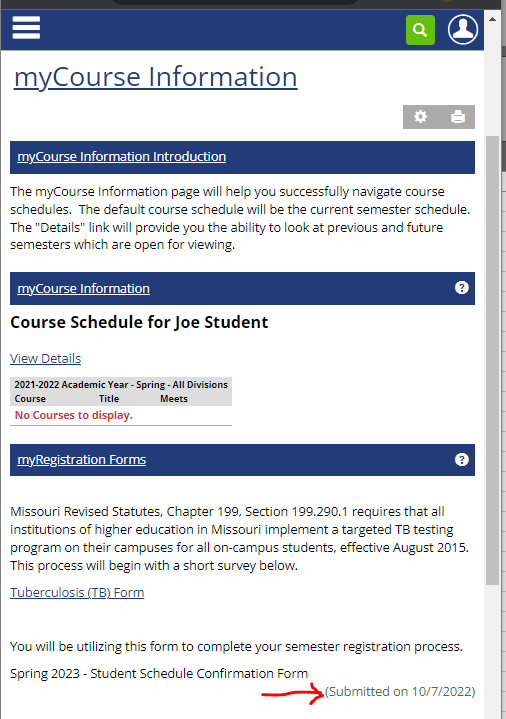 myCourse Information
myCourse Information Introduction
The myCourse Information page will help you successfully navigate course
schedules.  The default course schedule will be the current semester schedule.
The "Details" link will provide you the ability to look at previous and future
semesters which are open for viewing.
myCourse Information
?
Course Schedule for Joe Student
View Details
2021-2022 Academic Year - Spring - All Divisions
Course Title Meets
No Courses to display.
myRegistration Forms
?
Missouri Revised Statutes, Chapter 199, Section 199.290.1 requires that all
institutions of higher education in Missouri implement a targeted TB testing
program on their campuses for all on-campus students, effective August 2015.
This process will begin with a short survey below.
Tuberculosis (TB) Form
You will be utilizing this form to complete your semester registration process.
Spring 2023 - Student Schedule Confirmation Form
(Submitted on 10/7/2022)